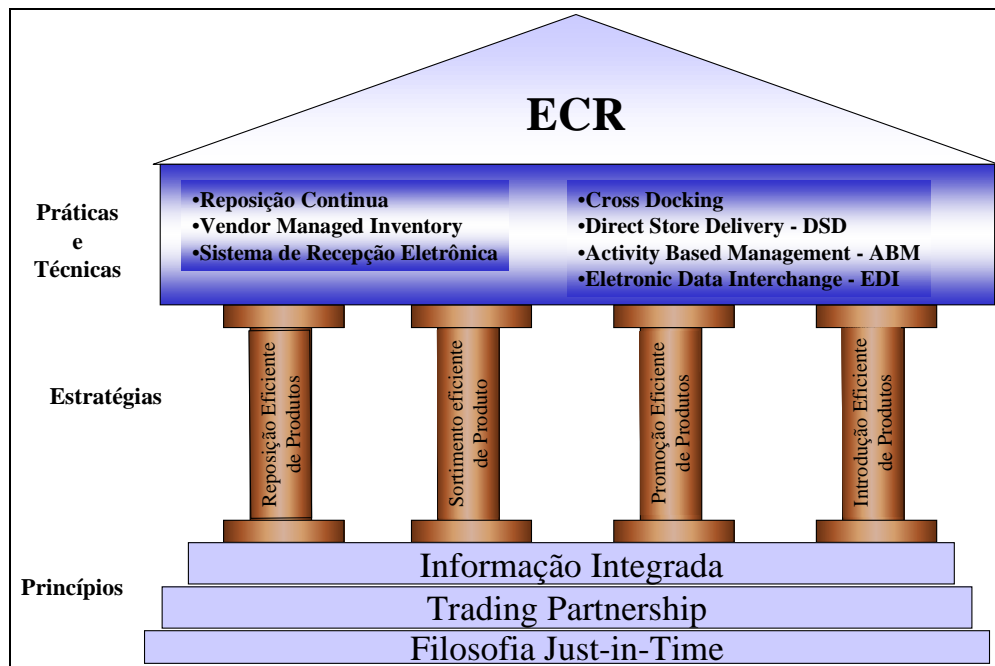 ECR
Práticas
e
Técnicas
•Reposição Continua
•Vendor Managed Inventory
•Sistema de Recepção Eletrônica
•Cross Docking
•Direct Store Delivery - DSD
•Activity Based Management - ABM
•Eletronic Data Interchange - EDI
Estratégias
Reposição Eficiente
de Produtos
Sortimento eficiente
de Produto
Promoção Eficiente
de Produtos
Introdução Eficiente
de Produtos
Princípios
Informação Integrada
Trading Partnership
Filosofia Just-in-Time